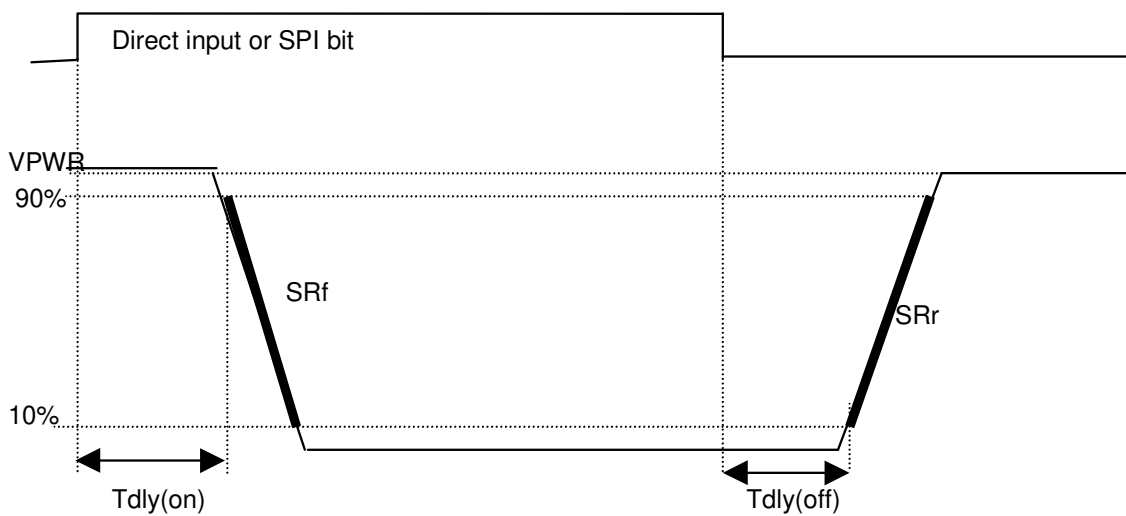 Direct input or SPI bit
VPWR
90%
SRf
SRr
10%
Tdly(on)
Tdly(off)